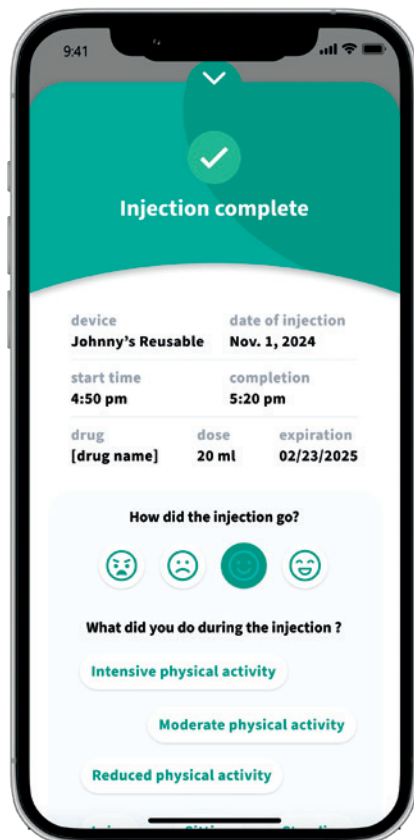 9:41
Injection complete
device date of injection
Johnny's Reusable Nov. 1, 2024
start time completion
4:50 pm 5:20 pm
drug dose expiration
[drug name] 20 ml 02/23/2025
How did the injection go?
What did you do during the injection ?
Intensive physical activity
Moderate physical activity
Reduced physical activity